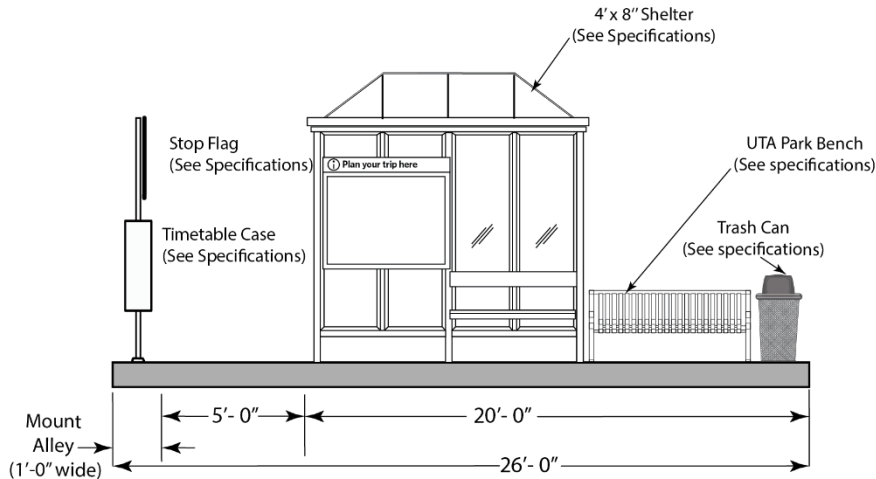 4’ x 8’’ Shelter
(See Specifications)
Stop Flag
(See Specifications)
ⓘ Plan your trip here
UTA Park Bench
(See specifications)
Timetable Case
(See Specifications)
Trash Can
(See specifications)
Mount
Alley
(1’-0” wide)
5’- 0”
20’- 0”
26’- 0”